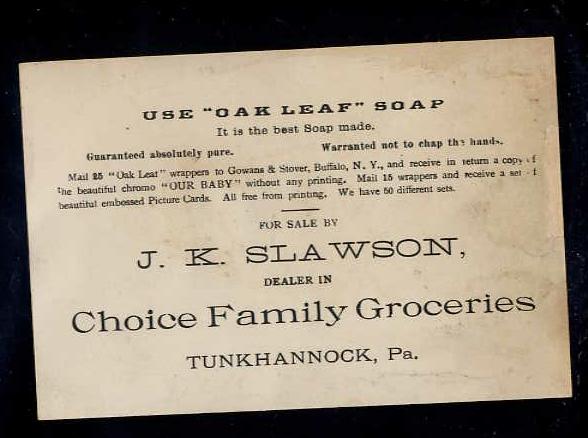 USE "OAK LEAF" SOAP
It is the best Soap made.
Guaranteed absolutely pure. Warranted not to chap the hands.
Mail 25 "Oak Leaf" wrappers to Gowans & Stover, Buffalo, N. Y., and receive in return a copy of
the beautiful chromo "OUR BABY" without any printing. Mail 15 wrappers and receive a set of
beautiful embossed Picture Cards. All free from printing. We have 50 different sets.
FOR SALE BY
J. K. SLAWSON,
DEALER IN
Choice Family Groceries
TUNKHANNOCK, Pa.